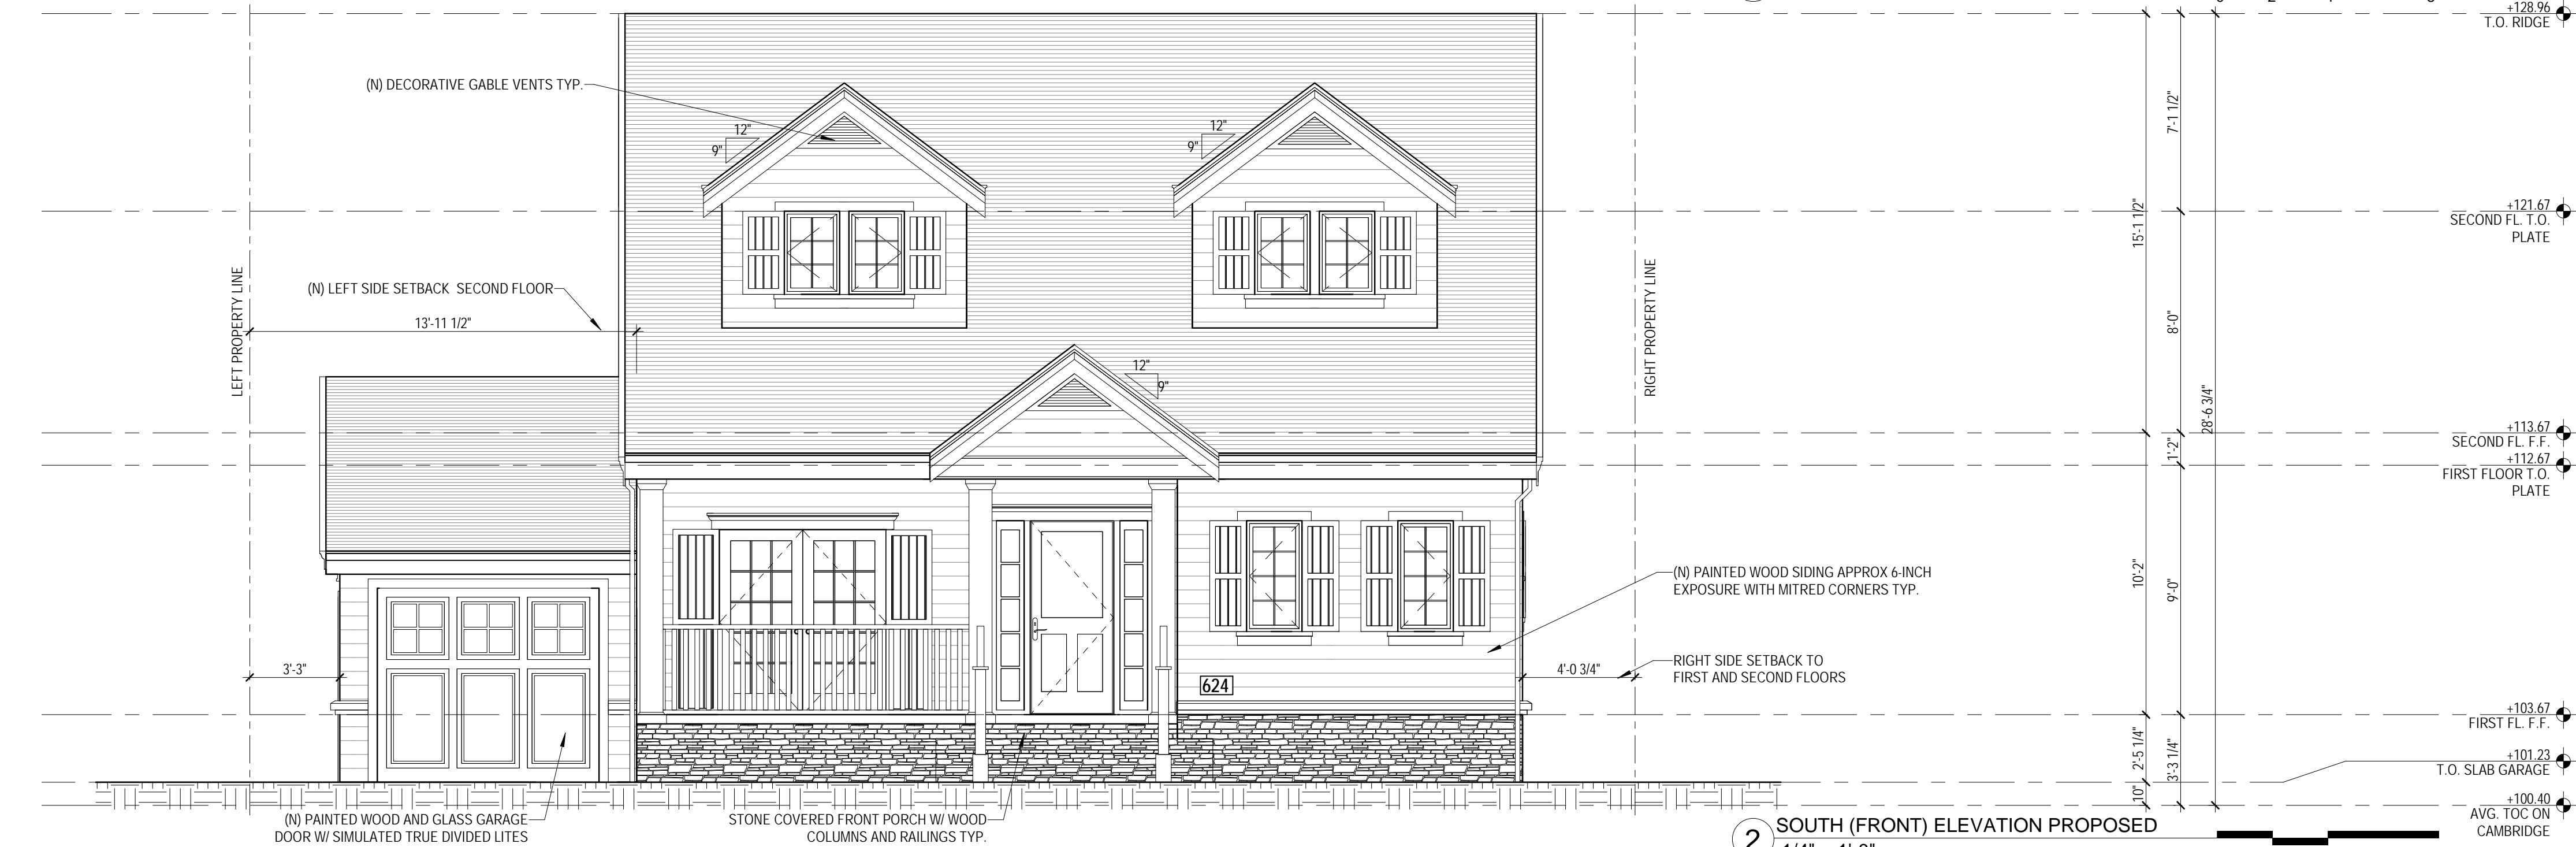 +128.96
T.O. RIDGE
(N) DECORATIVE GABLE VENTS TYP.
12"
9"
12"
9"
7'-1 1/2"
15'-1 1/2"
+121.67
SECOND FL. T.O.
PLATE
LEFT PROPERTY LINE
(N) LEFT SIDE SETBACK SECOND FLOOR
13'-11 1/2"
RIGHT PROPERTY LINE
8'-0"
12"
9"
28'-6 3/4"
+113.67
SECOND FL. F.F.
1'-2"
+112.67
FIRST FLOOR T.O.
PLATE
(N) PAINTED WOOD SIDING APPROX 6-INCH
EXPOSURE WITH MITRED CORNERS TYP.
10'-2"
9'-0"
3'-3"
4'-0 3/4"
RIGHT SIDE SETBACK TO
FIRST AND SECOND FLOORS
624
+103.67
FIRST FL. F.F.
2'-5 1/4"
3'-3 1/4"
+101.23
T.O. SLAB GARAGE
10"
+100.40
AVG. TOC ON
CAMBRIDGE
(N) PAINTED WOOD AND GLASS GARAGE
DOOR W/ SIMULATED TRUE DIVIDED LITES
STONE COVERED FRONT PORCH W/ WOOD
COLUMNS AND RAILINGS TYP.
2
SOUTH (FRONT) ELEVATION PROPOSED